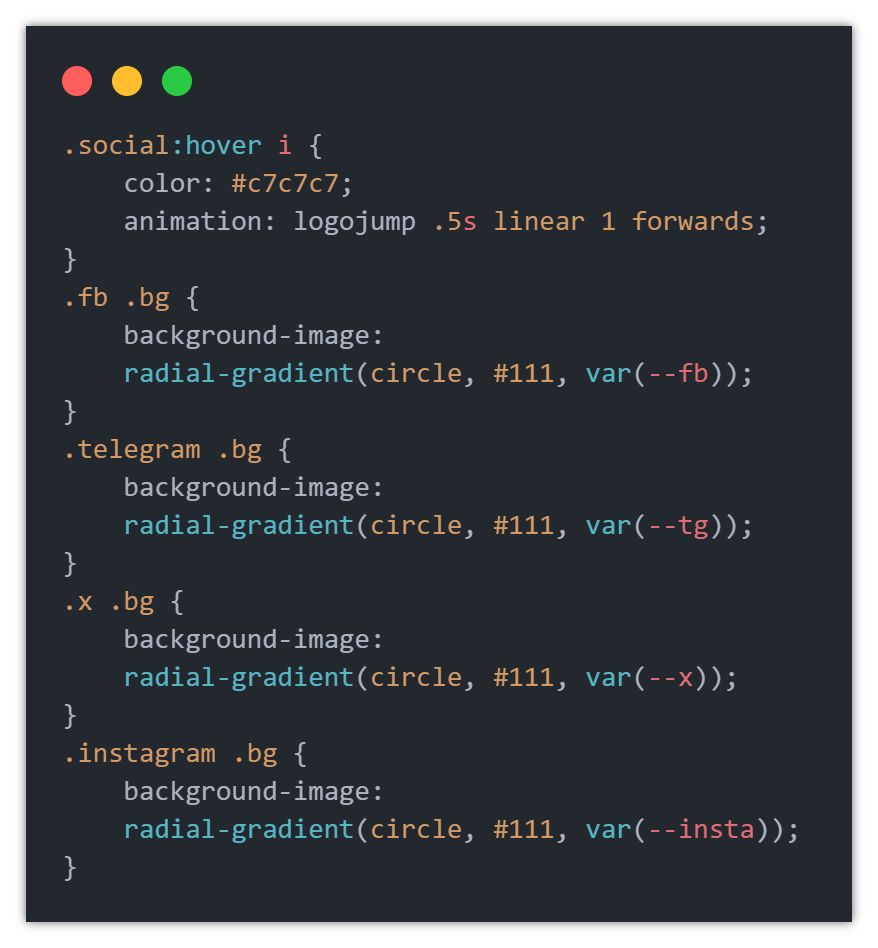 .social:hover i {
    color: #c7c7c7;
    animation: logojump .5s linear 1 forwards;
}
.fb .bg {
    background-image:
    radial-gradient(circle, #111, var(--fb));
}
.telegram .bg {
    background-image:
    radial-gradient(circle, #111, var(--tg));
}
.x .bg {
    background-image:
    radial-gradient(circle, #111, var(--x));
}
.instagram .bg {
    background-image:
    radial-gradient(circle, #111, var(--insta));
}